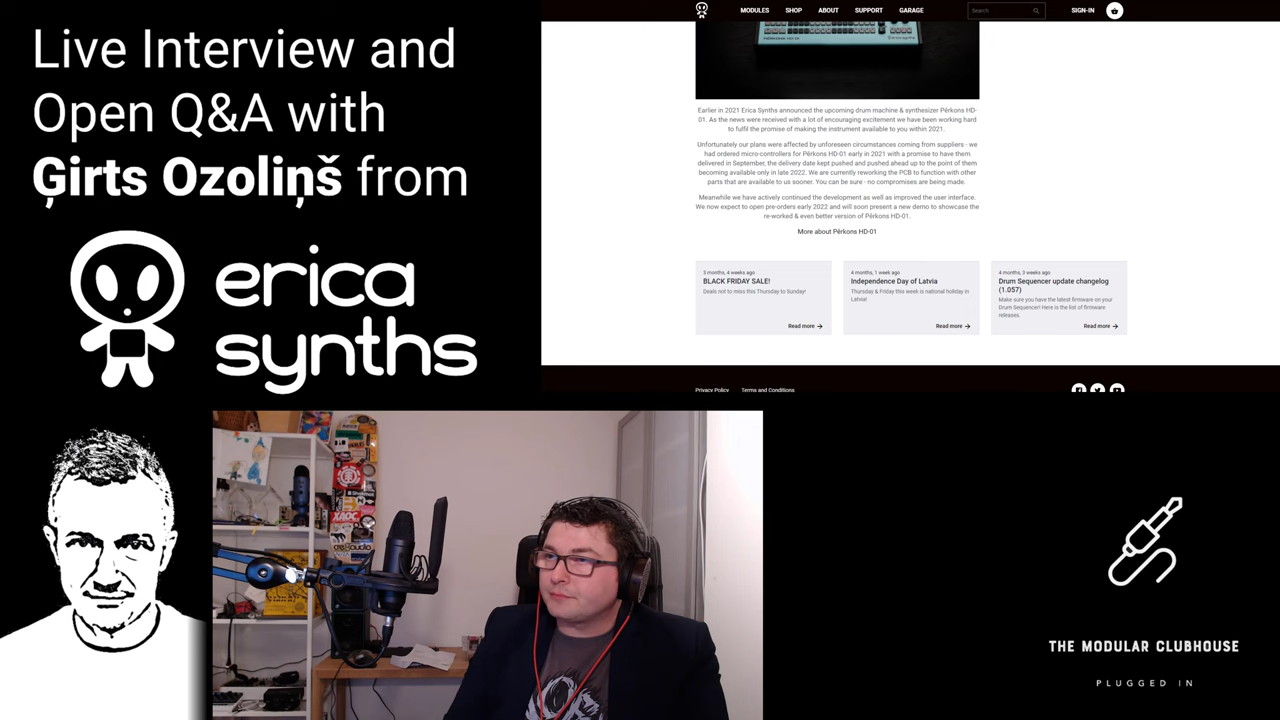 Live Interview and
Open Q&A with
Ģirts Ozoliņš from
erica
synths
MODULES SHOP ABOUT SUPPORT GARAGE Search SIGN-IN
Earlier in 2021 Erica Synths announced the upcoming drum machine & synthesizer Pērkons HD-
01. As the news were received with a lot of encouraging excitement we have been working hard
to fulfil the promise of making the instrument available to you within 2021.
Unfortunately our plans were affected by unforeseen circumstances coming from suppliers - we
had ordered micro-controllers for Pērkons HD-01 early in 2021 with a promise to have them
delivered in September, the delivery date kept pushed and pushed ahead up to the point of them
becoming available only in late 2022. We are currently reworking the PCB to function with other
parts that are available to us sooner. You can be sure - no compromises are being made.
Meanwhile we have actively continued the development as well as improved the user interface.
We now expect to open pre-orders early 2022 and will soon present a new demo to showcase the
re-worked & even better version of Pērkons HD-01.
More about Pērkons HD-01
3 months, 4 weeks ago
BLACK FRIDAY SALE!
Deals not to miss this Thursday to Sunday!
Read more
4 months, 1 week ago
Independence Day of Latvia
Thursday & Friday this week is national holiday in
Latvia!
Read more
4 months, 3 weeks ago
Drum Sequencer update changelog
(1.057)
Make sure you have the latest firmware on your
Drum Sequencer! Here is the list of firmware
releases.
Read more
Privacy Policy Terms and Conditions
element
XAOC
cre8audio
THE MODULAR CLUBHOUSE
PLUGGED IN